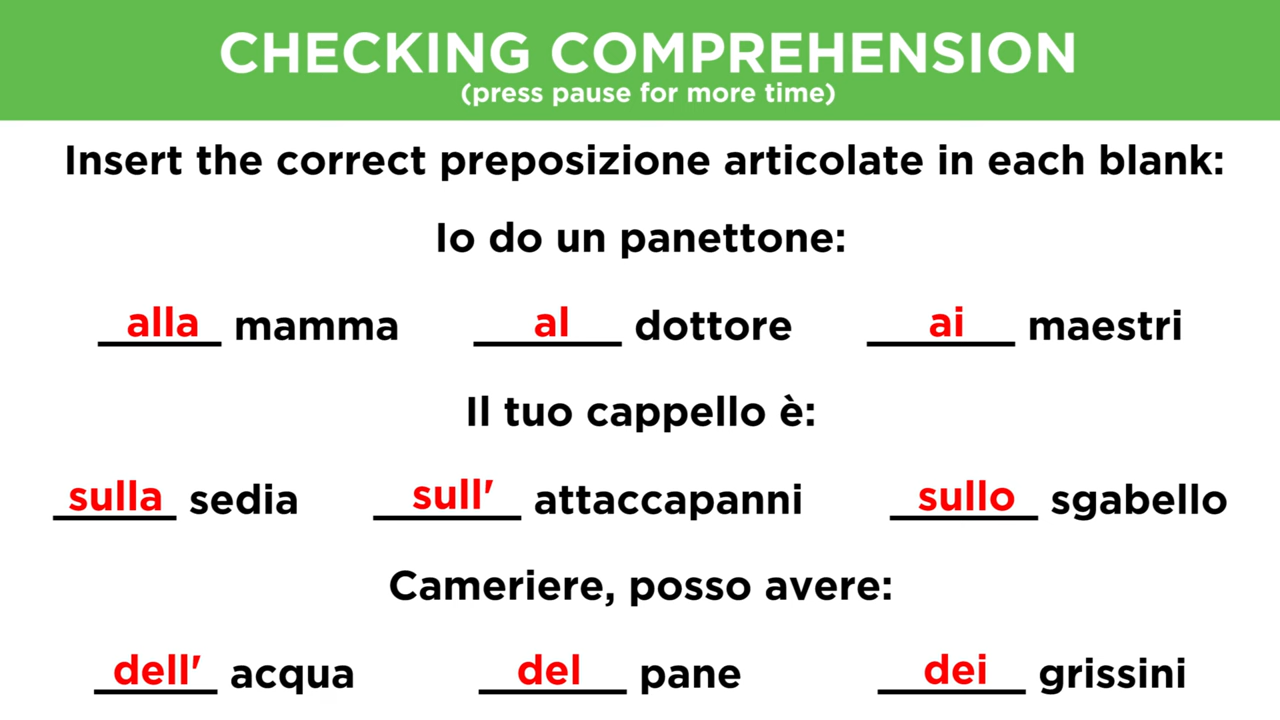 CHECKING COMPREHENSION
(press pause for more time)
Insert the correct preposizione articolate in each blank:
Io do un panettone:
alla mamma al dottore ai maestri
Il tuo cappello è:
sulla sedia sull' attaccapanni sullo sgabello
Cameriere, posso avere:
dell' acqua del pane dei grissini